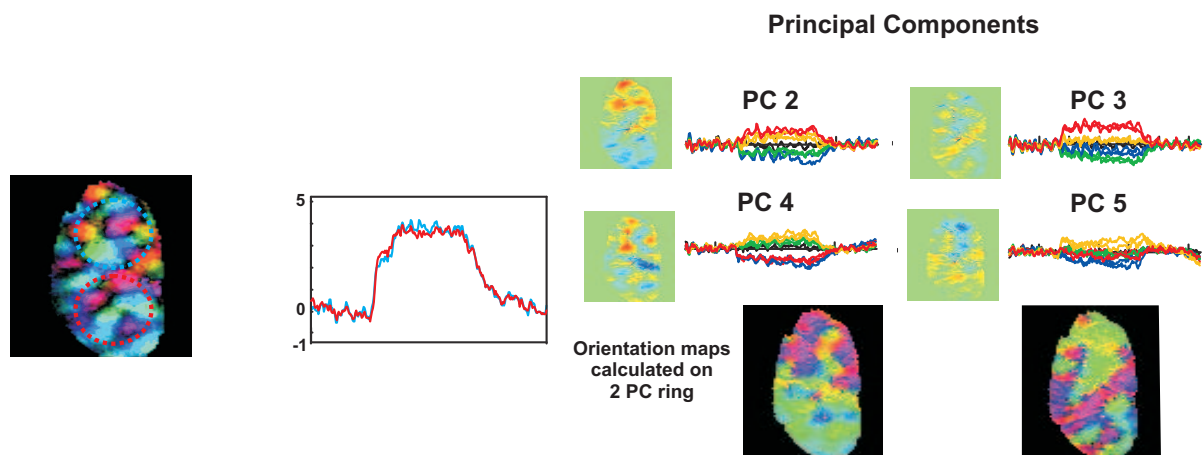 Principal Components
PC 2
PC 3
PC 4
PC 5
5
0
-1
Orientation maps
calculated on
2 PC ring